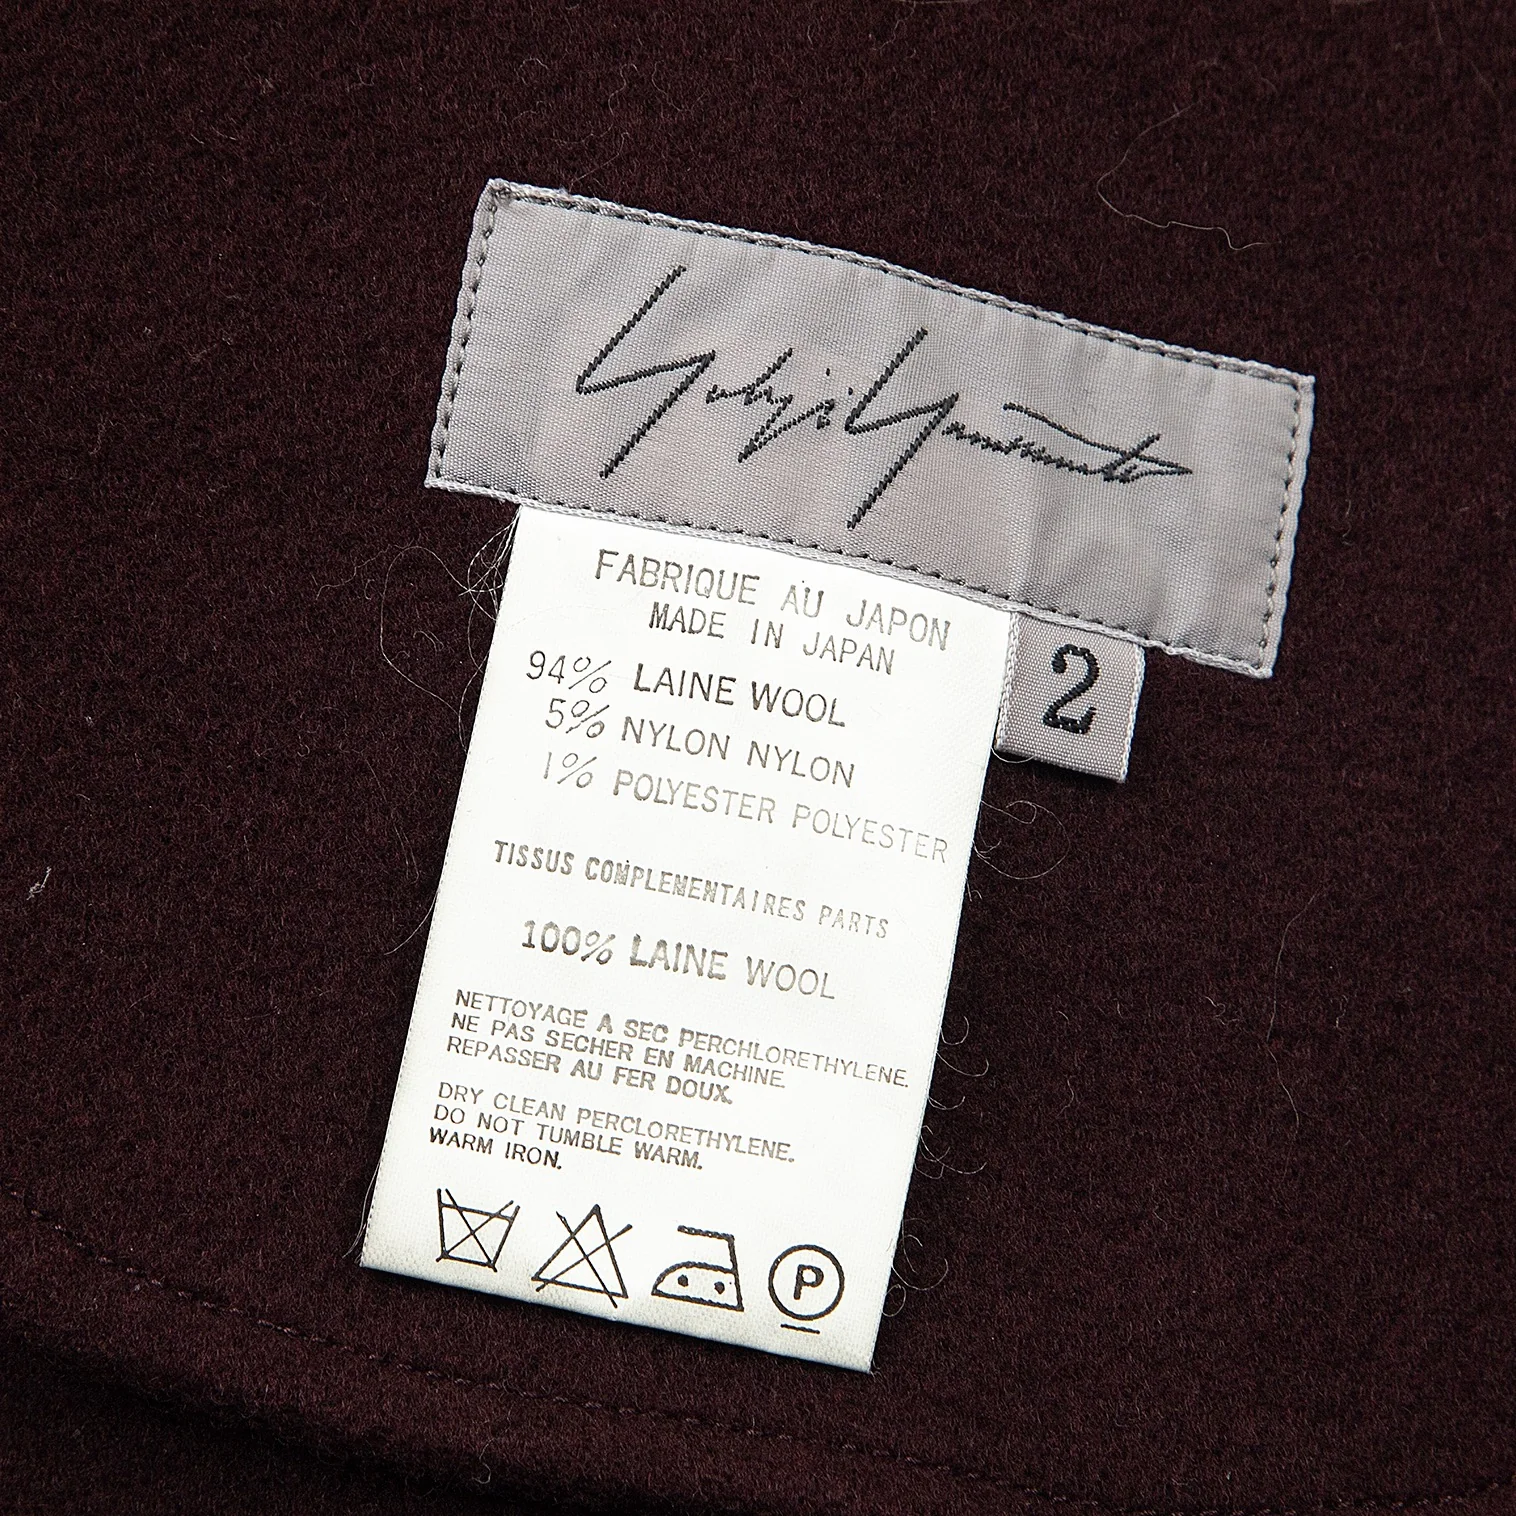 Yohji Yamamoto
2
FABRIQUE AU JAPON
MADE IN JAPAN
94% LAINE WOOL
5% NYLON NYLON
1% POLYESTER POLYESTER
TISSUS COMPLEMENTAIRES PARTS
100% LAINE WOOL
NETTOYAGE A SEC PERCHLORETHYLENE.
NE PAS SECHER EN MACHINE.
REPASSER AU FER DOUX.
DRY CLEAN PERCLORETHYLENE.
DO NOT TUMBLE WARM.
WARM IRON.
P